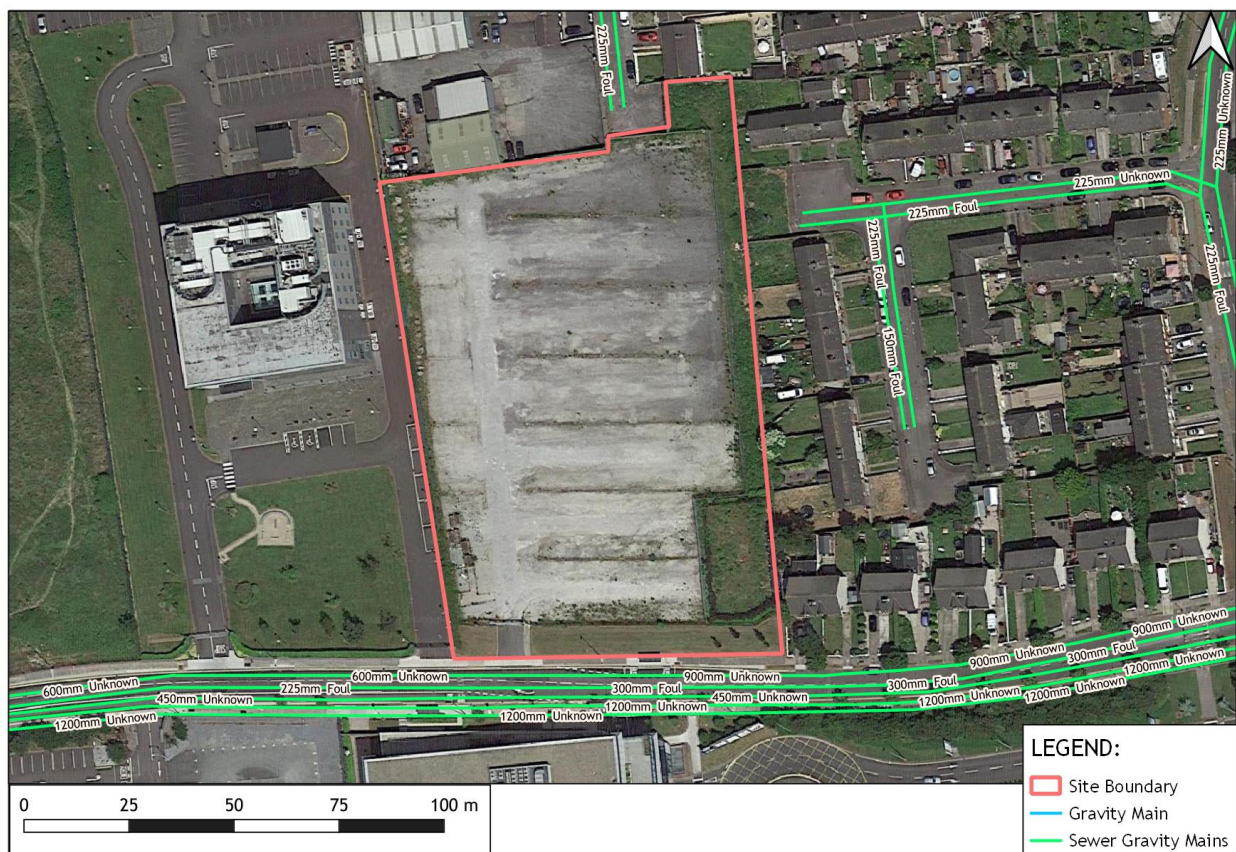 225mm Foul
225mm Unknown
225mm Unknown
225mm Unknown
225mm Foul
225mm Foul
225mm Foul
150mm Foul
900mm Unknown
900mm Unknown
300mm Foul
600mm Unknown
600mm Unknown
900mm Unknown
225mm Foul
300mm Foul
300mm Foul
450mm Unknown
450mm Unknown
1200mm Unknown
1200mm Unknown
1200mm Unknown
1200mm Unknown
1200mm Unknown
1200mm Unknown
LEGEND:
Site Boundary
Gravity Main
Sewer Gravity Mains
0 25 50 75 100 m